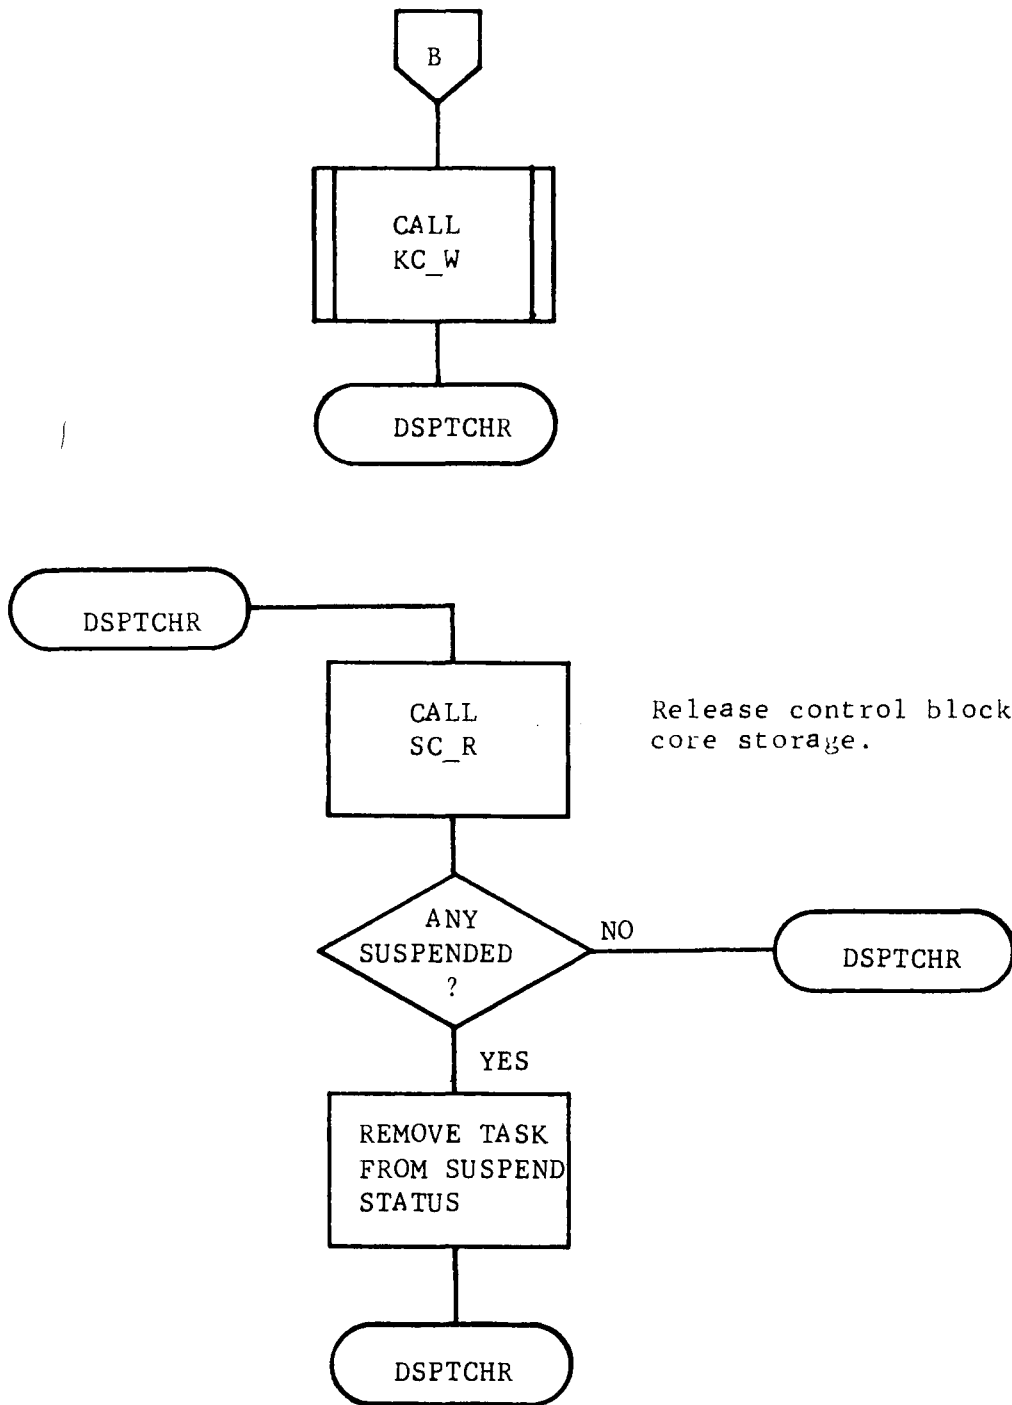 B
CALL
KC_W
DSPTCHR
DSPTCHR
CALL
SC_R
Release control block
core storage.
ANY
SUSPENDED
?
NO
DSPTCHR
YES
REMOVE TASK
FROM SUSPEND
STATUS
DSPTCHR